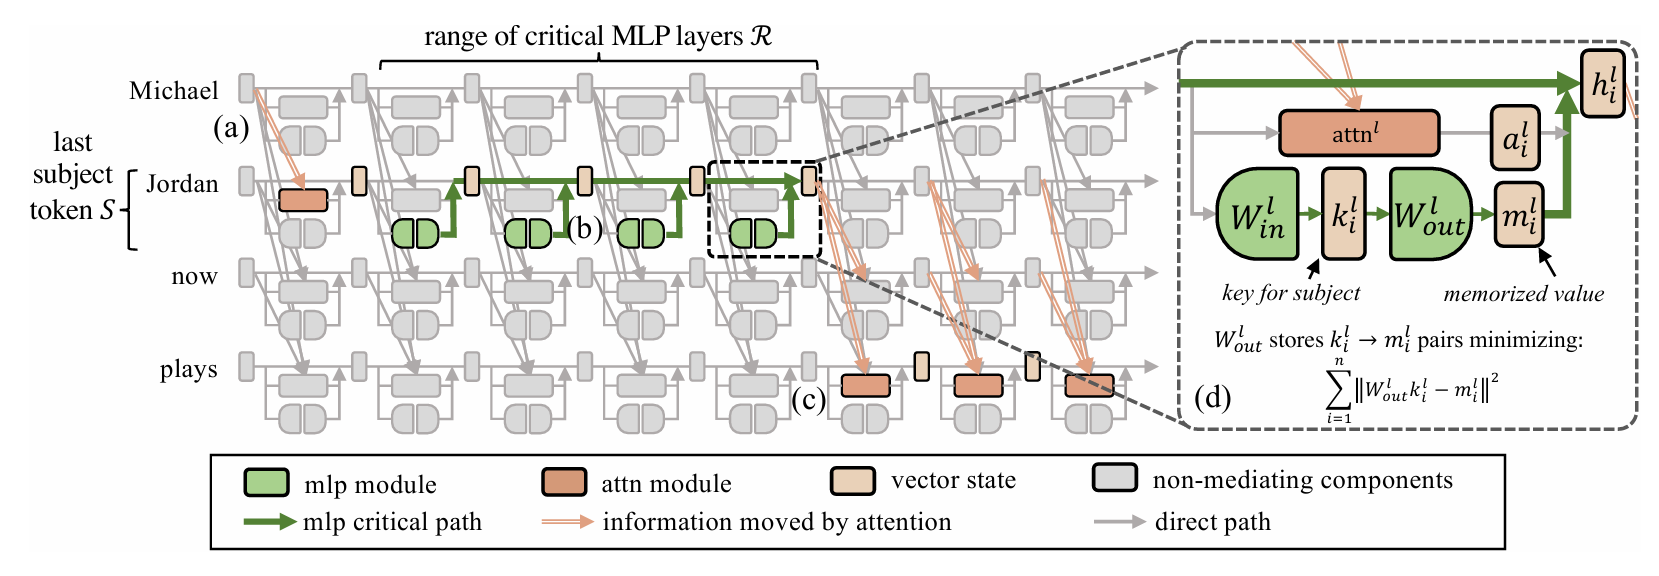 range of critical MLP layers ℛ
Michael
(a)
last
subject
token S
Jordan
(b)
now
plays
(c)
h_i^l
attn^l
a_i^l
W_in^l
k_i^l
W_out^l
m_i^l
key for subject
memorized value
W_out^l stores k_i^l → m_i^l pairs minimizing:
(d)
∑_{i=1}^{n} ‖W_out^l k_i^l − m_i^l‖^2
mlp module
attn module
vector state
non-mediating components
mlp critical path
information moved by attention
direct path